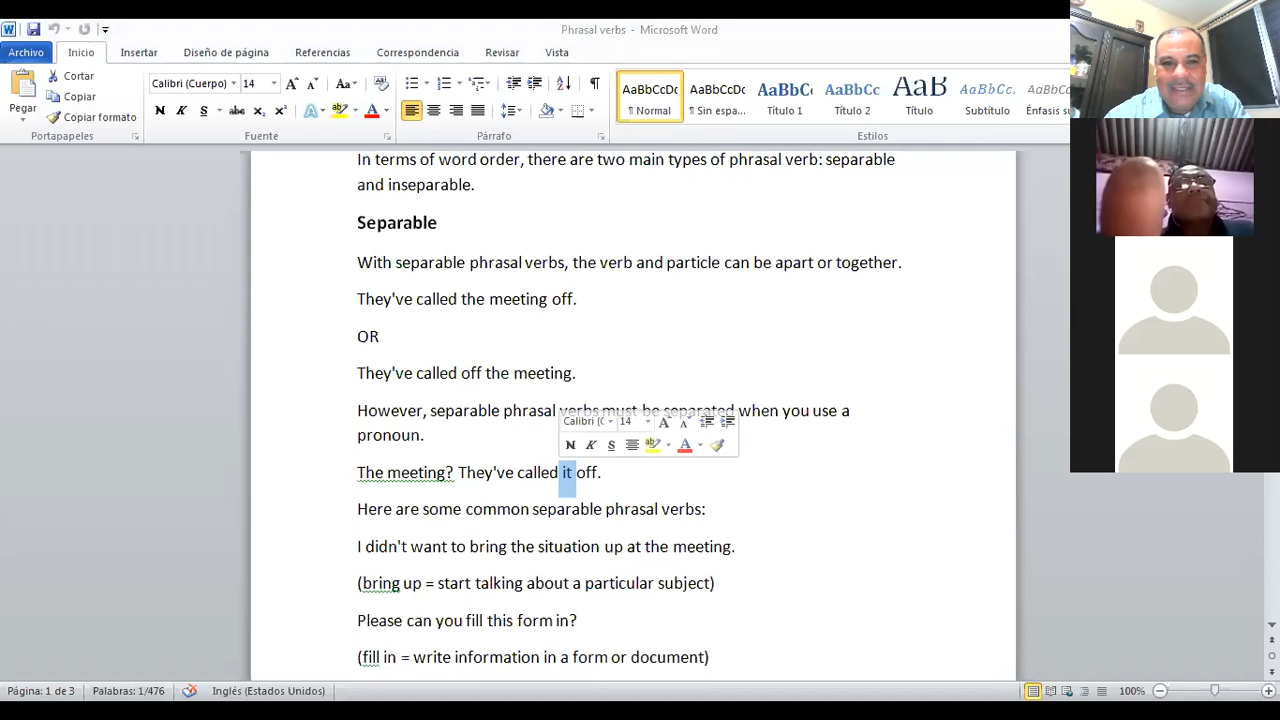 Phrasal verbs - Microsoft Word
Archivo Inicio Insertar Diseño de página Referencias Correspondencia Revisar Vista
Pegar
Cortar
Copiar
Copiar formato
Portapapeles
Calibri (Cuerpo) 14
Fuente
Párrafo
AaBbCcDc AaBbCcDc AaBbC AaBbCc AaB AaBbCc
¶ Normal ¶ Sin espa... Título 1 Título 2 Título Subtítulo Énfasis
Estilos
In terms of word order, there are two main types of phrasal verb: separable
and inseparable.
Separable
With separable phrasal verbs, the verb and particle can be apart or together.
They've called the meeting off.
OR
They've called off the meeting.
However, separable phrasal verbs must be separated when you use a
pronoun.
Calibri (C 14
The meeting? They've called it off.
Here are some common separable phrasal verbs:
I didn't want to bring the situation up at the meeting.
(bring up = start talking about a particular subject)
Please can you fill this form in?
(fill in = write information in a form or document)
Página: 1 de 3 Palabras: 1/476 Inglés (Estados Unidos) 100%